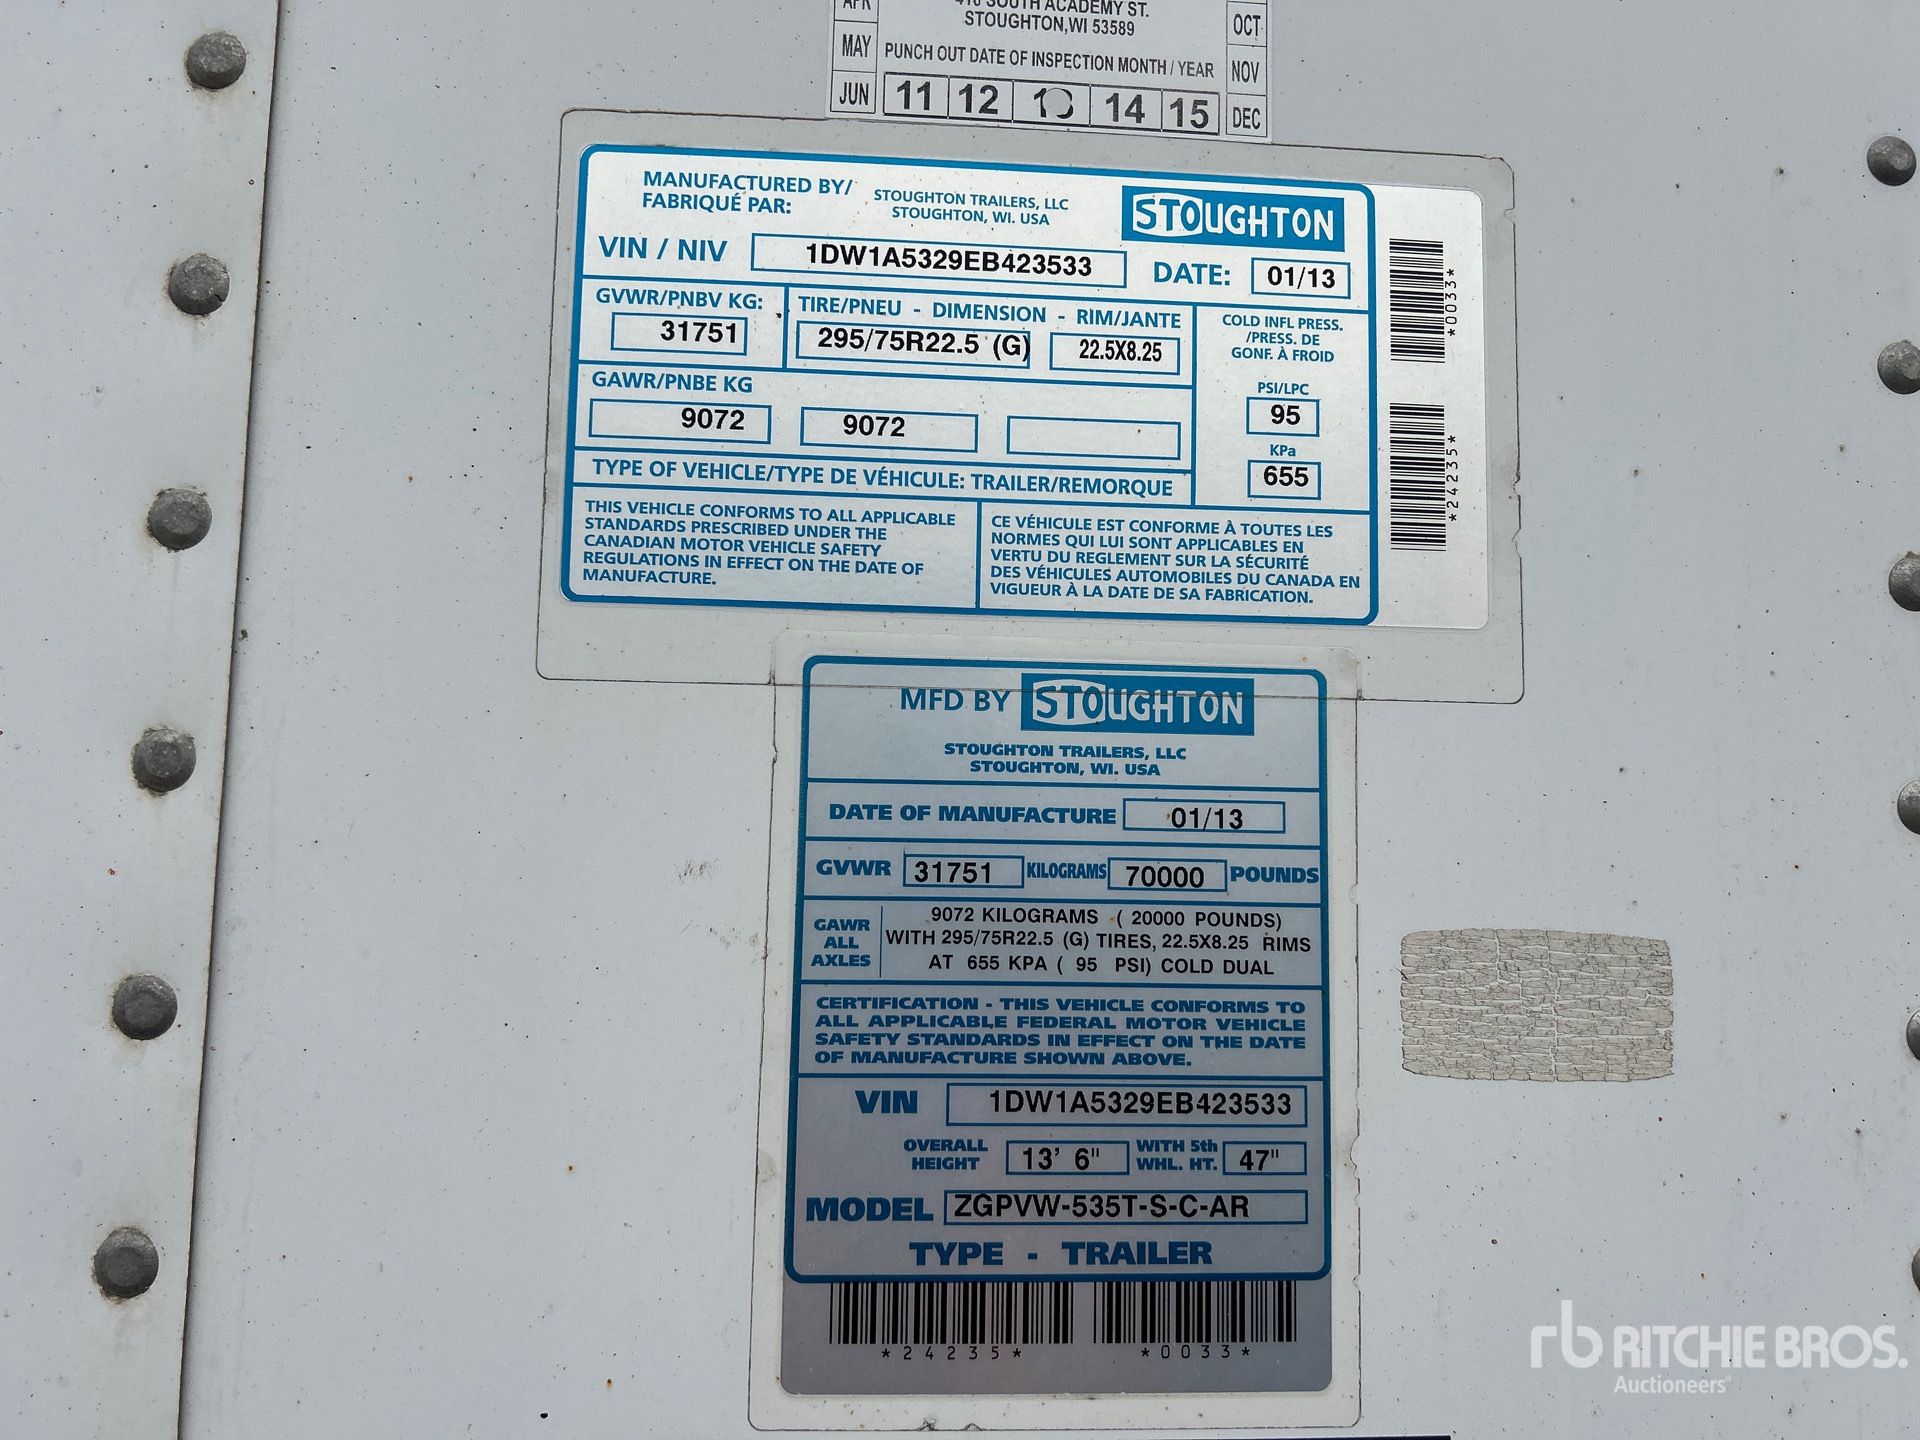 APR
SOUTH ACADEMY ST.
OCT
STOUGHTON,WI 53589
MAY
PUNCH OUT DATE OF INSPECTION MONTH / YEAR
NOV
JUN
11 12 13 14 15
DEC
MANUFACTURED BY/
FABRIQUÉ PAR:
STOUGHTON TRAILERS, LLC
STOUGHTON, WI. USA
STOUGHTON
VIN / NIV 1DW1A5329EB423533 DATE: 01/13
GVWR/PNBV KG:
31751
TIRE/PNEU - DIMENSION - RIM/JANTE
295/75R22.5 (G) 22.5X8.25
COLD INFL PRESS.
/PRESS. DE
GONF. À FROID
PSI/LPC
95
KPa
655
GAWR/PNBE KG
9072 9072
TYPE OF VEHICLE/TYPE DE VÉHICULE: TRAILER/REMORQUE
THIS VEHICLE CONFORMS TO ALL APPLICABLE
STANDARDS PRESCRIBED UNDER THE
CANADIAN MOTOR VEHICLE SAFETY
REGULATIONS IN EFFECT ON THE DATE OF
MANUFACTURE.
CE VÉHICULE EST CONFORME À TOUTES LES
NORMES QUI LUI SONT APPLICABLES EN
VERTU DU REGLEMENT SUR LA SÉCURITÉ
DES VÉHICULES AUTOMOBILES DU CANADA EN
VIGUEUR À LA DATE DE SA FABRICATION.
*0033*
*24235*
MFD BY STOUGHTON
STOUGHTON TRAILERS, LLC
STOUGHTON, WI. USA
DATE OF MANUFACTURE 01/13
GVWR 31751 KILOGRAMS 70000 POUNDS
GAWR
ALL
AXLES
9072 KILOGRAMS ( 20000 POUNDS)
WITH 295/75R22.5 (G) TIRES, 22.5X8.25 RIMS
AT 655 KPA ( 95 PSI) COLD DUAL
CERTIFICATION - THIS VEHICLE CONFORMS TO
ALL APPLICABLE FEDERAL MOTOR VEHICLE
SAFETY STANDARDS IN EFFECT ON THE DATE
OF MANUFACTURE SHOWN ABOVE.
VIN 1DW1A5329EB423533
OVERALL
HEIGHT
13' 6"
WITH 5th
WHL. HT.
47"
MODEL ZGPVW-535T-S-C-AR
TYPE - TRAILER
*24235* *0033*
rb RITCHIE BROS.
Auctioneers